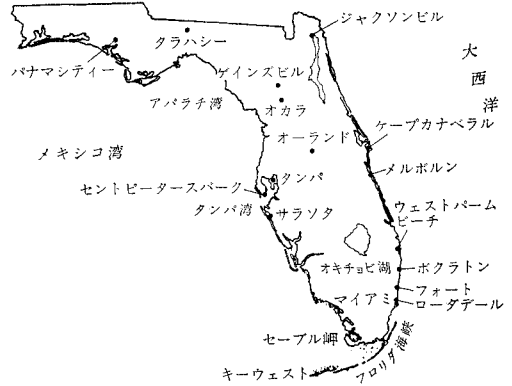 ジャクソンビル
タラハシー
大西洋
パナマシティー
ゲインズビル
アパラチ湾
オカラ
オーランド
ケープカナベラル
メキシコ湾
タンパ
メルボルン
セントピータースバーク
タンパ湾
サラソタ
ウェストパーム
ビーチ
オキチョビ湖
ボクラトン
フォート
ローダデール
マイアミ
セーブル岬
フロリダ海峡
キーウェスト